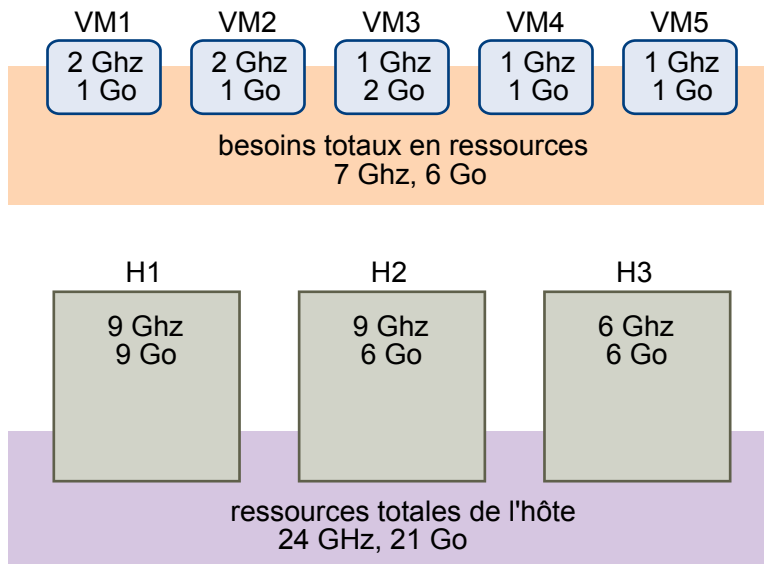 VM1 VM2 VM3 VM4 VM5
2 Ghz 2 Ghz 1 Ghz 1 Ghz 1 Ghz
1 Go 1 Go 2 Go 1 Go 1 Go
besoins totaux en ressources
7 Ghz, 6 Go
H1 H2 H3
9 Ghz 9 Ghz 6 Ghz
9 Go 6 Go 6 Go
ressources totales de l'hôte
24 GHz, 21 Go